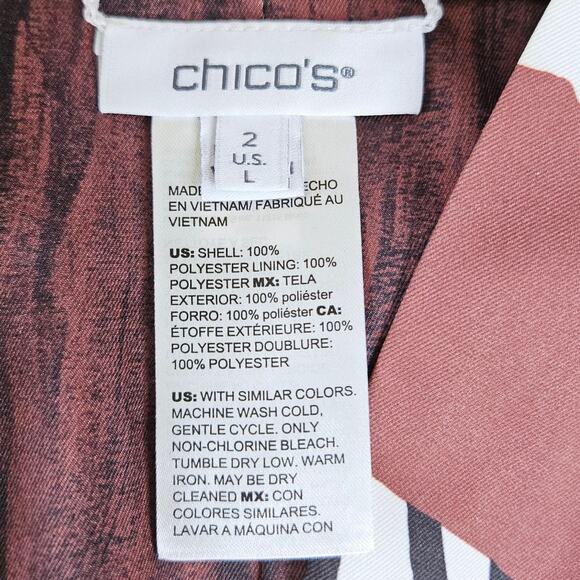 chico's®
2
U.S.
L
MADE ECHO
EN VIETNAM/ FABRIQUÉ AU
VIETNAM
US: SHELL: 100%
POLYESTER LINING: 100%
POLYESTER MX: TELA
EXTERIOR: 100% poliéster
FORRO: 100% poliéster CA:
ÉTOFFE EXTÉRIEURE: 100%
POLYESTER DOUBLURE:
100% POLYESTER
US: WITH SIMILAR COLORS.
MACHINE WASH COLD,
GENTLE CYCLE. ONLY
NON-CHLORINE BLEACH.
TUMBLE DRY LOW. WARM
IRON. MAY BE DRY
CLEANED MX: CON
COLORES SIMILARES.
LAVAR A MÁQUINA CON